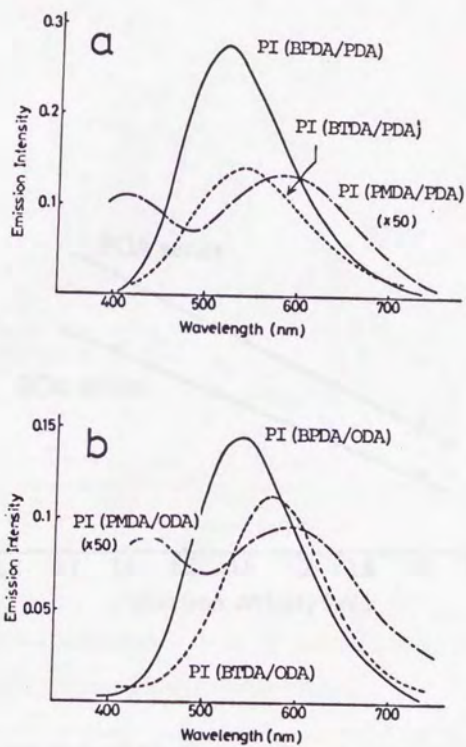 a
0.3
0.2
0.1
Emission Intensity
PI (BPDA/PDA)
PI (BTDA/PDA)
PI (PMDA/PDA)
(x50)
400 500 600 700
Wavelength (nm)
b
0.15
0.1
0.05
Emission Intensity
PI (BPDA/ODA)
PI (PMDA/ODA)
(x50)
PI (BTDA/ODA)
400 500 600 700
Wavelength (nm)